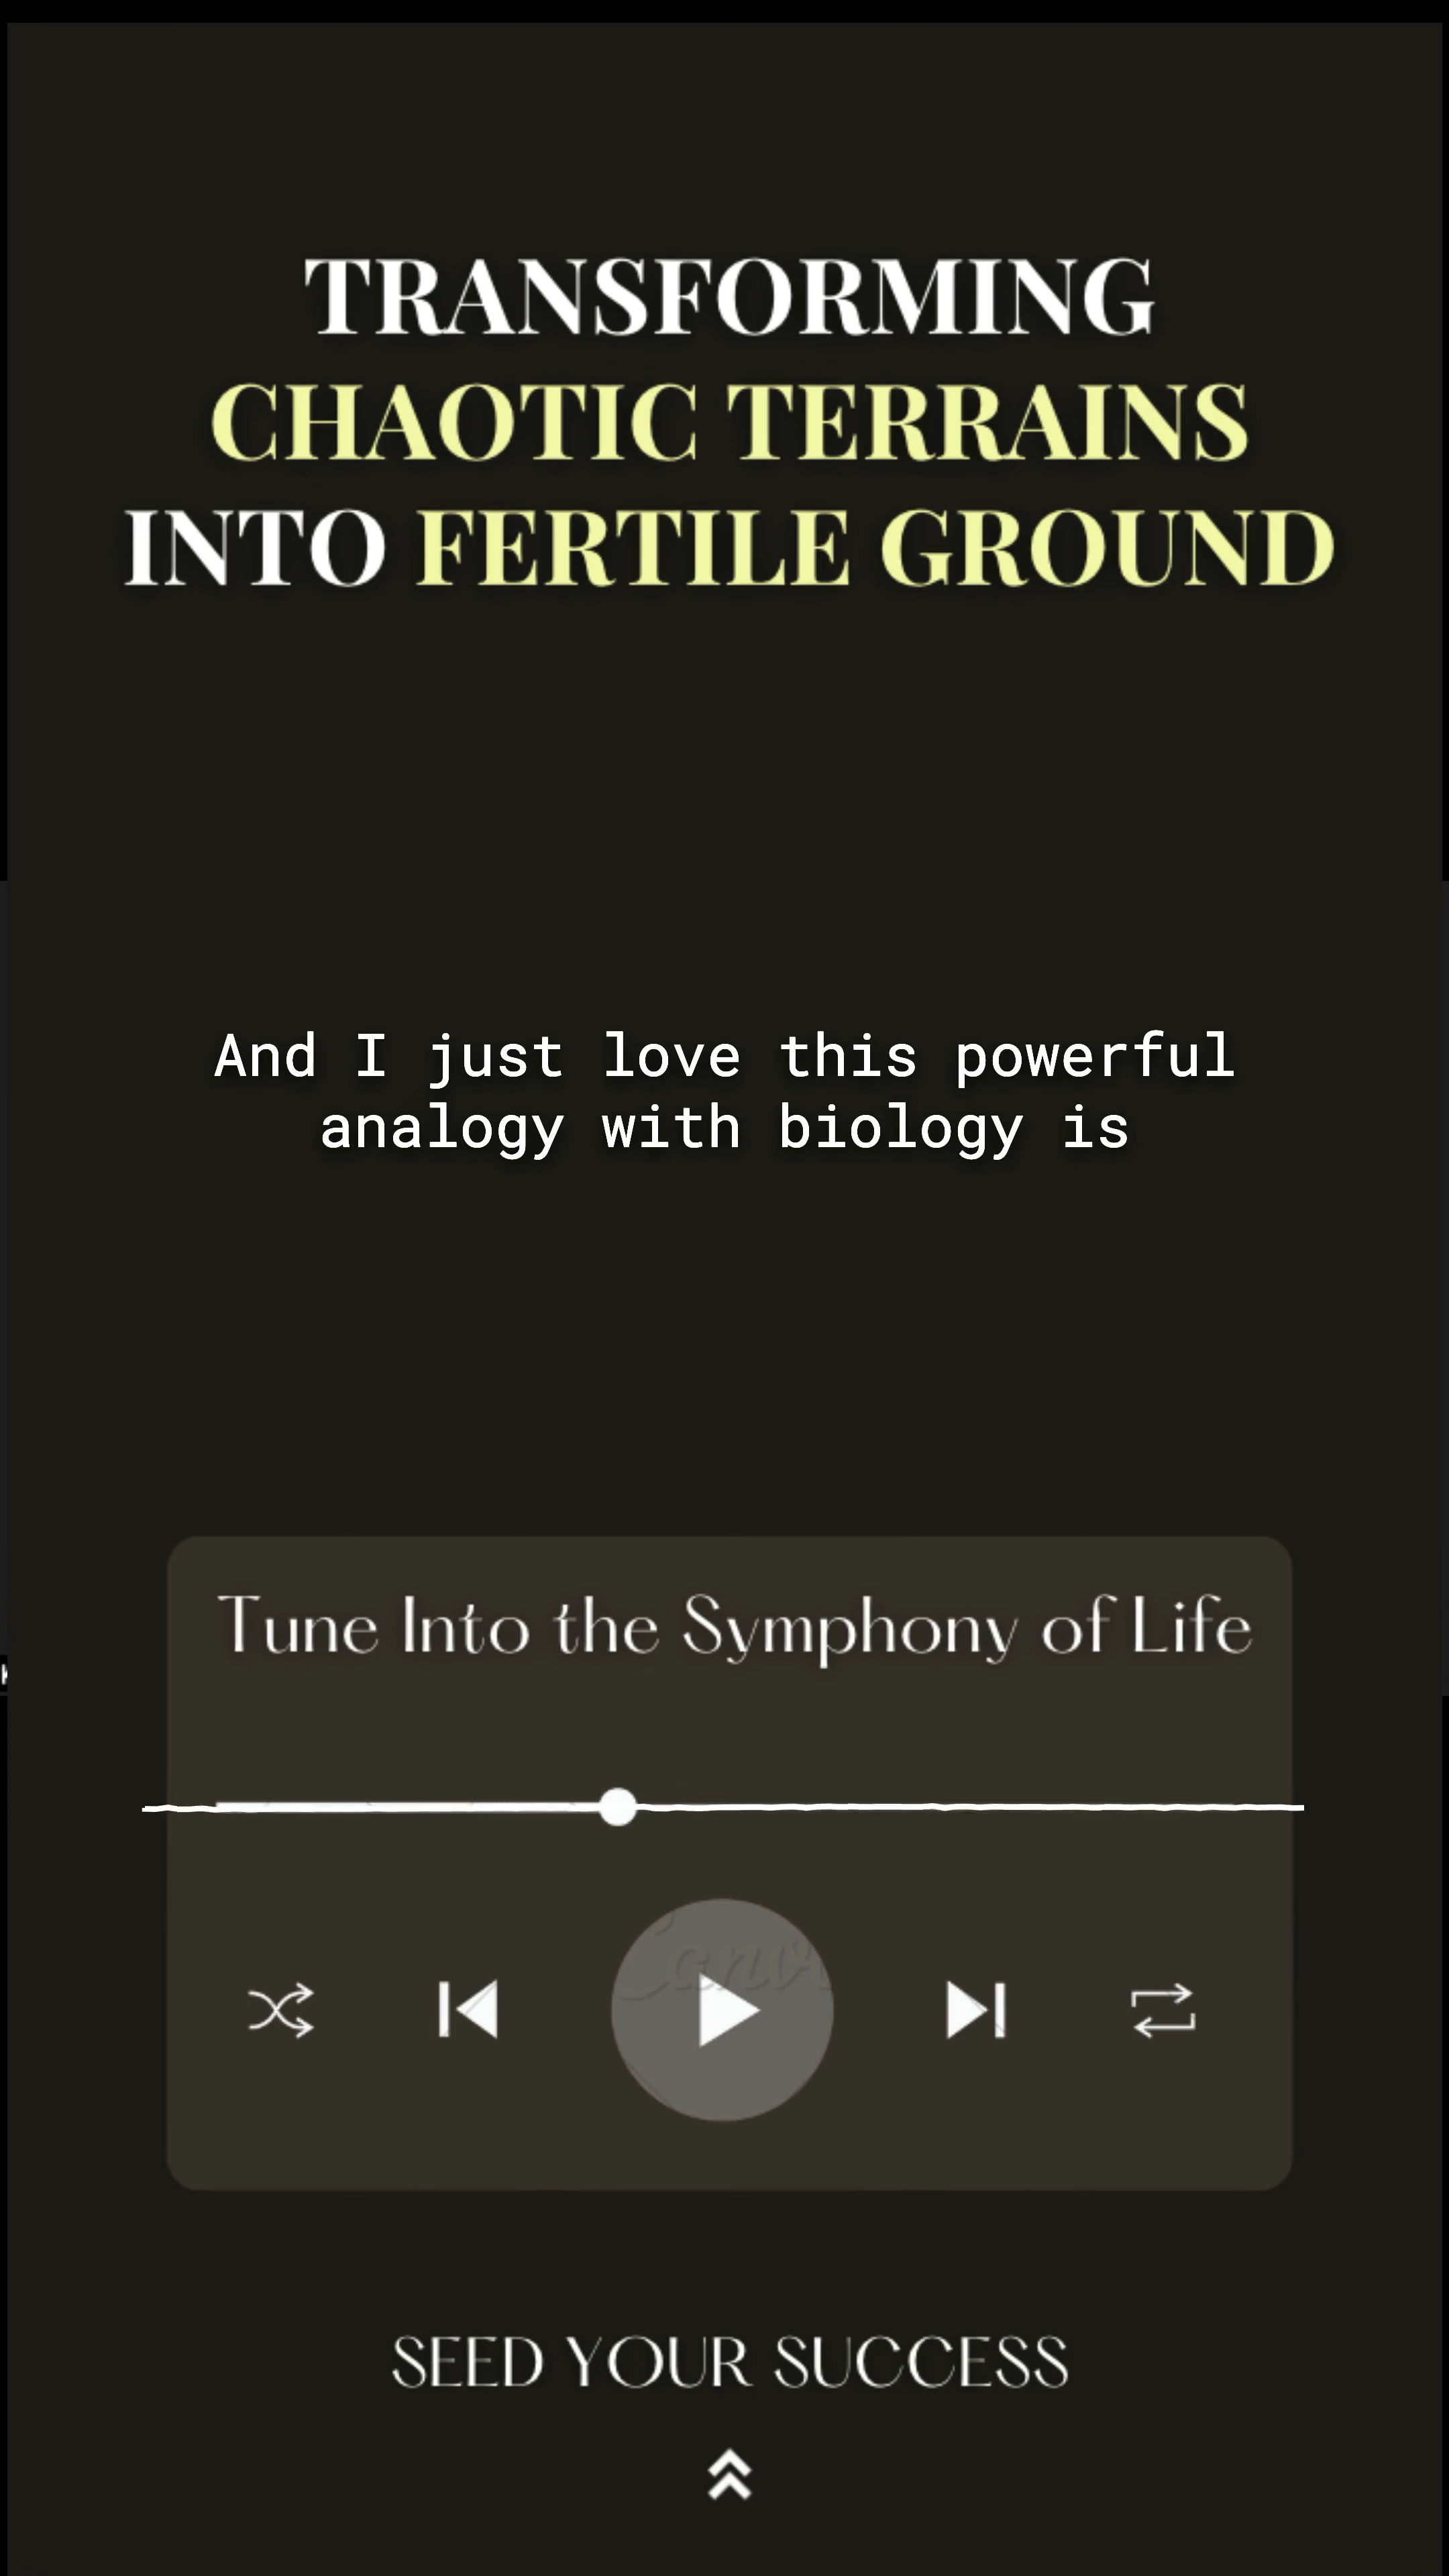 TRANSFORMING
CHAOTIC TERRAINS
INTO FERTILE GROUND
And I just love this powerful
analogy with biology is
Tune Into the Symphony of Life
SEED YOUR SUCCESS